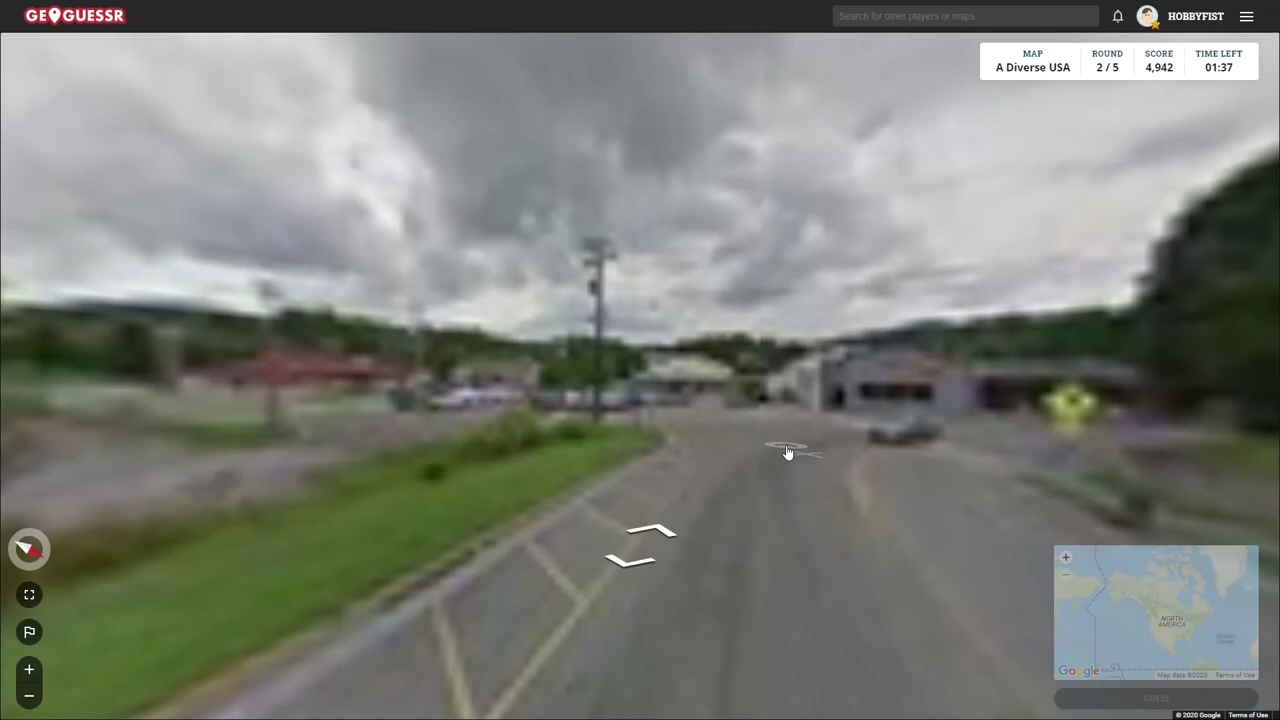 GEOGUESSR
Search for other players or maps
HOBBYFIST
MAP
A Diverse USA
ROUND
2 / 5
SCORE
4,942
TIME LEFT
01:37
NORTH
AMERICA
Google
Map data ©2020
Terms of Use
GUESS
© 2020 Google
Terms of Use